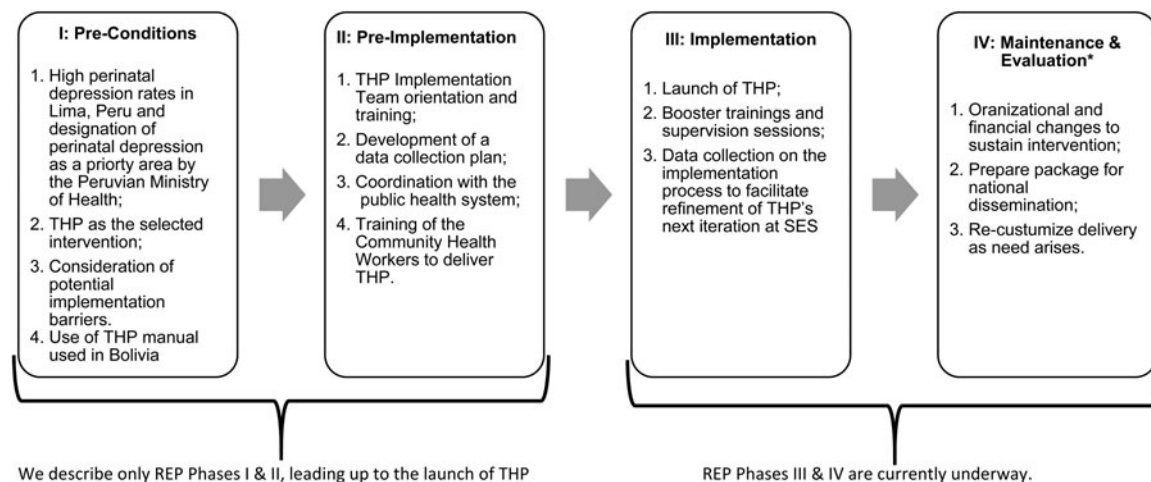 I: Pre-Conditions
1. High perinatal
depression rates in
Lima, Peru and
designation of
perinatal depression
as a priorty area by
the Peruvian Ministry
of Health;
2. THP as the selected
intervention;
3. Consideration of
potential
implementation
barriers.
4. Use of THP manual
used in Bolivia
II: Pre-Implementation
1. THP Implementation
Team orientation and
training;
2. Development of a
data collection plan;
3. Coordination with the
public health system;
4. Training of the
Community Health
Workers to deliver
THP.
III: Implementation
1. Launch of THP;
2. Booster trainings and
supervision sessions;
3. Data collection on the
implementation
process to facilitate
refinement of THP's
next iteration at SES
IV: Maintenance &
Evaluation*
1. Oranizational and
financial changes to
sustain intervention;
2. Prepare package for
national
dissemination;
3. Re-custumize delivery
as need arises.
We describe only REP Phases I & II, leading up to the launch of THP
REP Phases III & IV are currently underway.